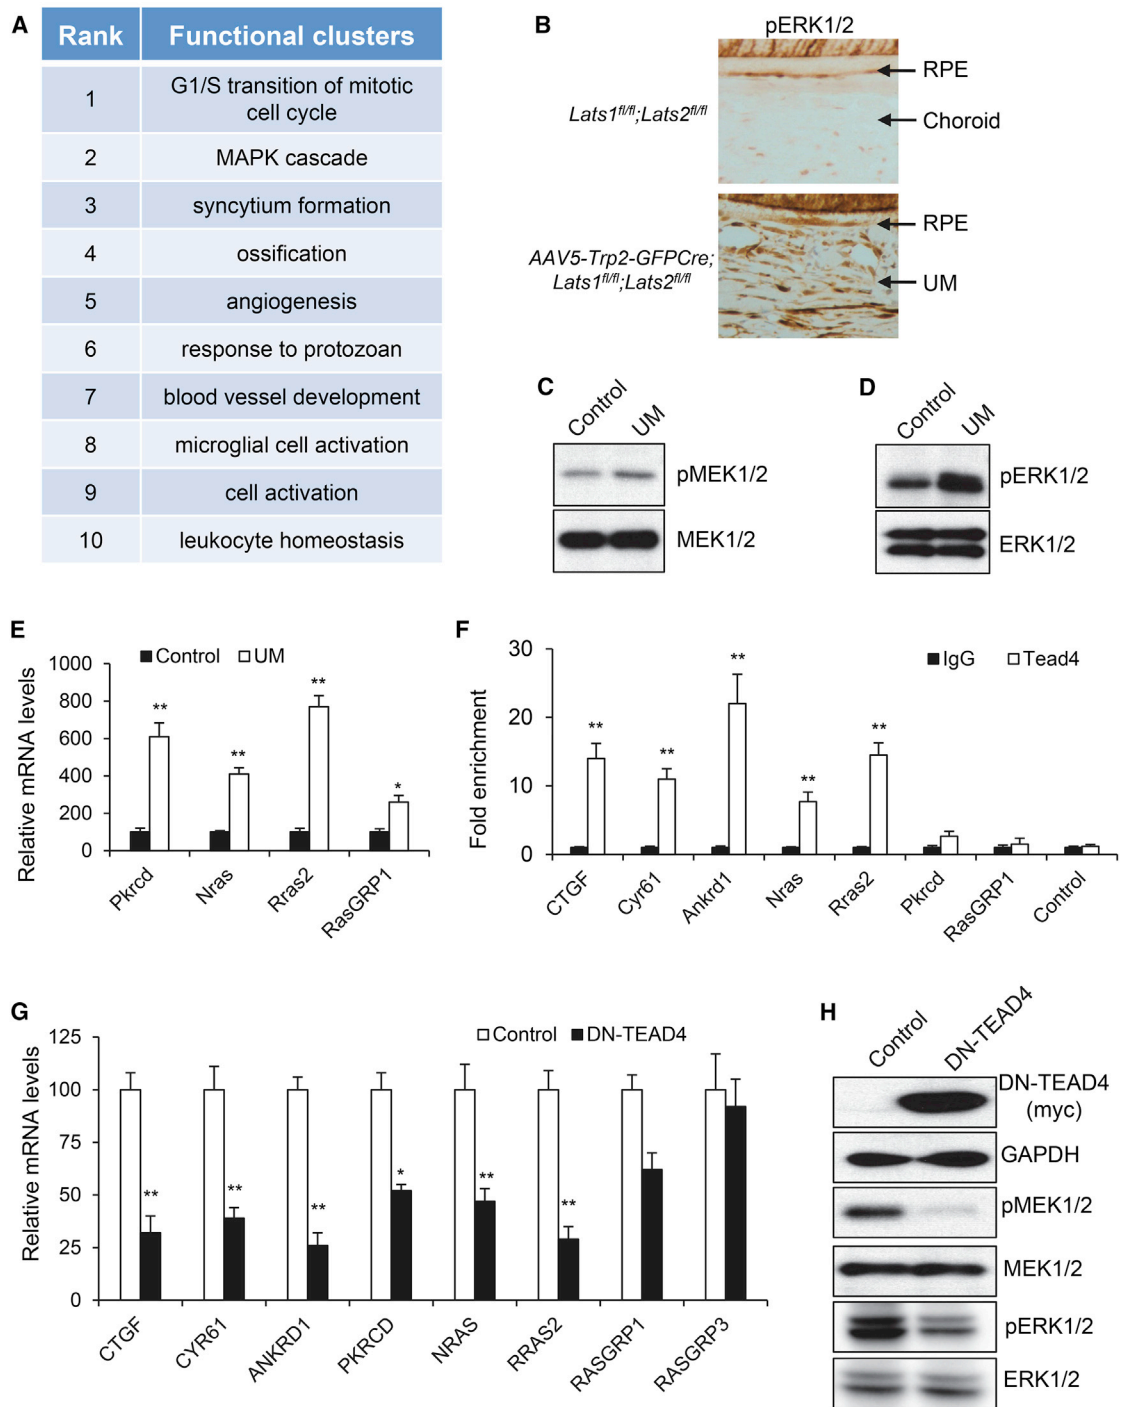 A
Rank Functional clusters
1 G1/S transition of mitotic
cell cycle
2 MAPK cascade
3 syncytium formation
4 ossification
5 angiogenesis
6 response to protozoan
7 blood vessel development
8 microglial cell activation
9 cell activation
10 leukocyte homeostasis
B
pERK1/2
Lats1fl/fl;Lats2fl/fl
RPE
Choroid
AAV5-Trp2-GFPCre;
Lats1fl/fl;Lats2fl/fl
RPE
UM
C
Control UM
pMEK1/2
MEK1/2
D
Control UM
pERK1/2
ERK1/2
E
Control UM
Relative mRNA levels
1000
800
600
400
200
0
** ** ** *
Pkrcd Nras Rras2 RasGRP1
F
IgG Tead4
Fold enrichment
30
20
10
0
** ** ** ** **
CTGF Cyr61 Ankrd1 Nras Rras2 Pkrcd RasGRP1 Control
G
Control DN-TEAD4
Relative mRNA levels
125
100
75
50
25
0
** ** ** * ** **
CTGF CYR61 ANKRD1 PKRCD NRAS RRAS2 RASGRP1 RASGRP3
H
Control DN-TEAD4
DN-TEAD4
(myc)
GAPDH
pMEK1/2
MEK1/2
pERK1/2
ERK1/2